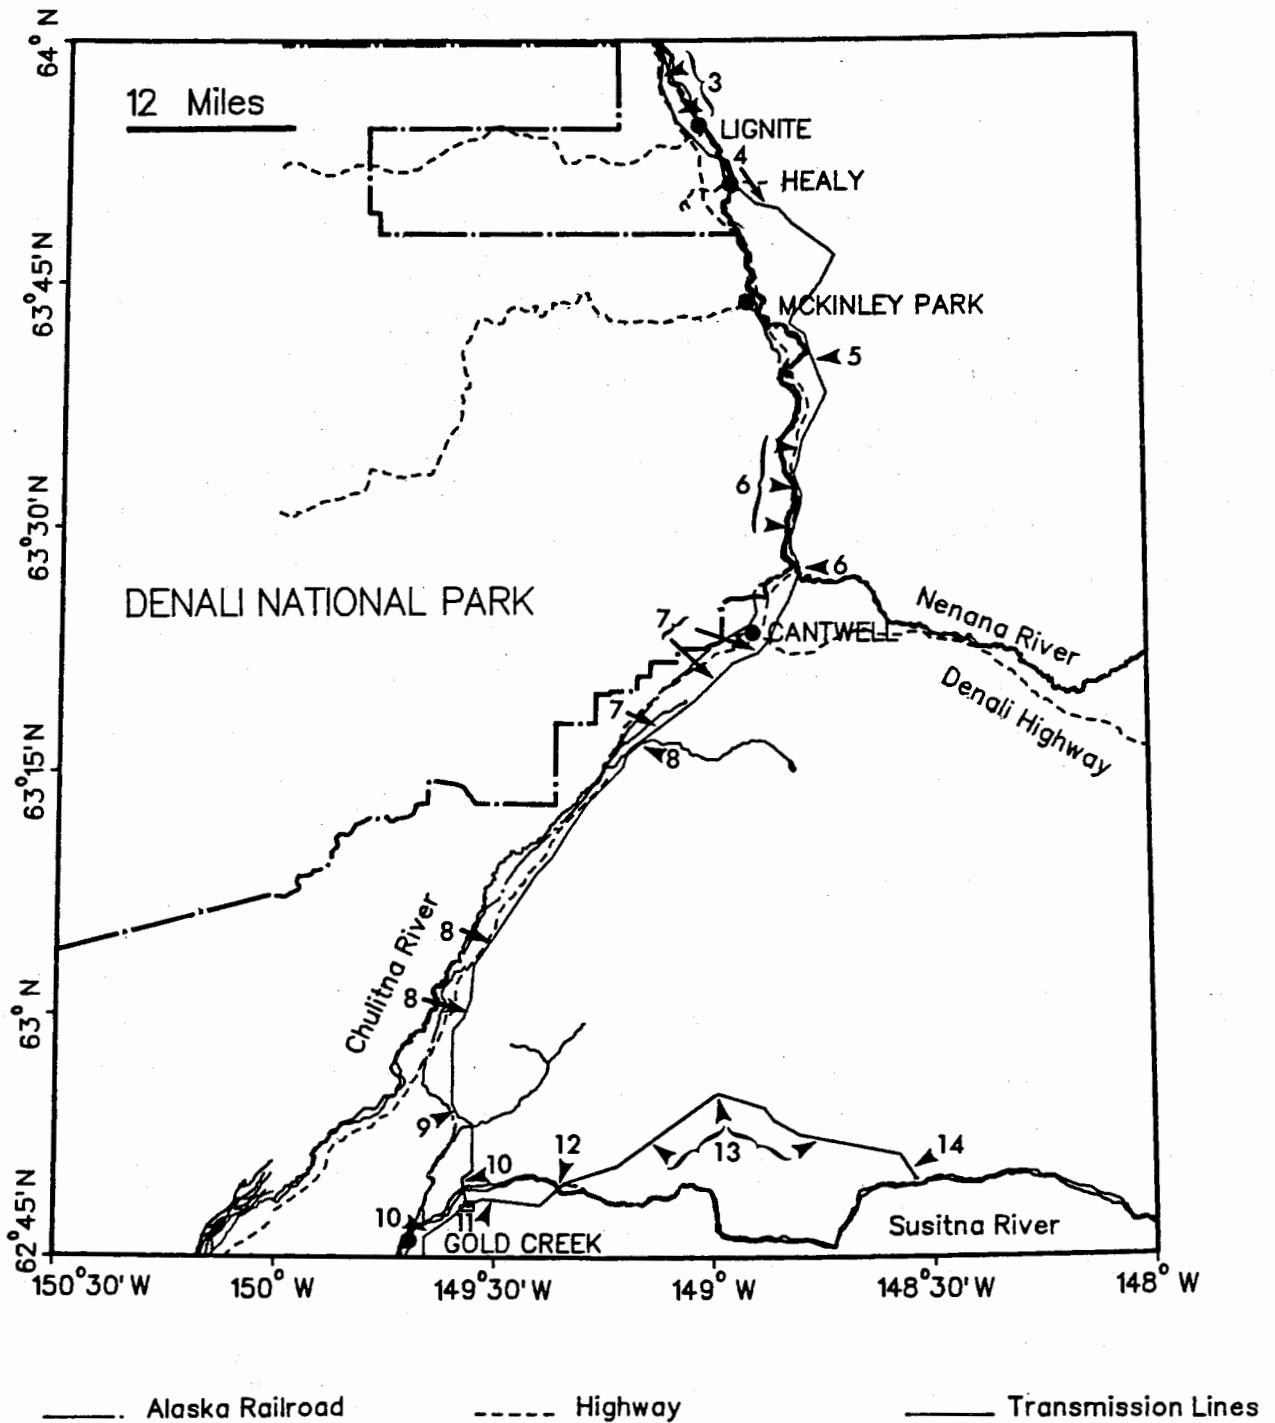 64° N
12 Miles
3
LIGNITE
4
HEALY
63°45'N
MCKINLEY PARK
5
6
63°30'N
6
DENALI NATIONAL PARK
7
CANTWELL
Nenana River
Denali Highway
7
8
63°15'N
Chulitna River
8
8
63° N
9
10
12
13
14
10
11
Susitna River
GOLD CREEK
62°45'N
150°30' W
150° W
149°30' W
149° W
148°30' W
148° W
Alaska Railroad
Highway
Transmission Lines